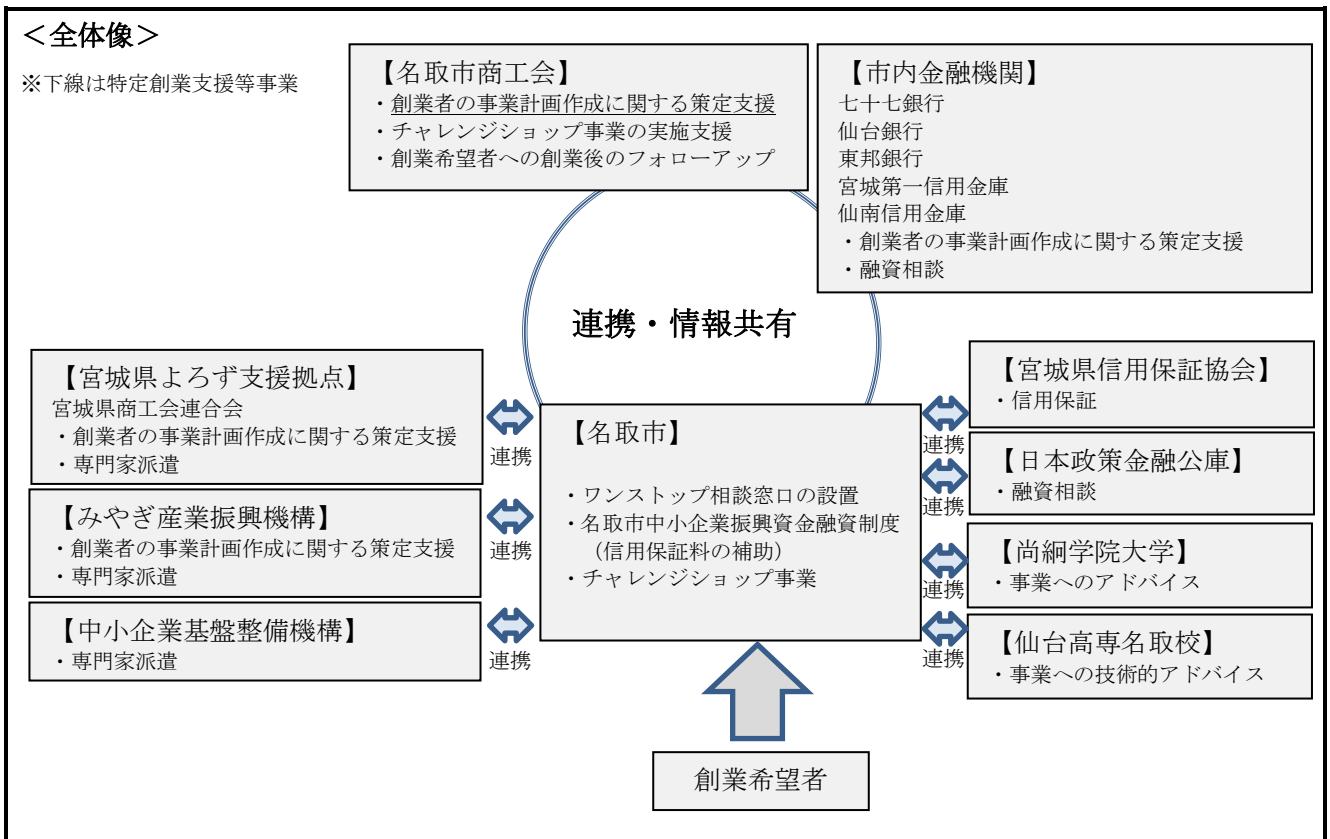 ＜全体像＞
※下線は特定創業支援等事業
【名取市商工会】
・創業者の事業計画作成に関する策定支援
・チャレンジショップ事業の実施支援
・創業希望者への創業後のフォローアップ
【市内金融機関】
七十七銀行
仙台銀行
東邦銀行
宮城第一信用金庫
仙南信用金庫
・創業者の事業計画作成に関する策定支援
・融資相談
連携・情報共有
【宮城県よろず支援拠点】
宮城県商工会連合会
・創業者の事業計画作成に関する策定支援
・専門家派遣
連携
【みやぎ産業振興機構】
・創業者の事業計画作成に関する策定支援
・専門家派遣
連携
【中小企業基盤整備機構】
・専門家派遣
連携
【名取市】
・ワンストップ相談窓口の設置
・名取市中小企業振興資金融資制度
（信用保証料の補助）
・チャレンジショップ事業
連携
【宮城県信用保証協会】
・信用保証
連携
【日本政策金融公庫】
・融資相談
連携
【尚絅学院大学】
・事業へのアドバイス
連携
【仙台高専名取校】
・事業への技術的アドバイス
創業希望者